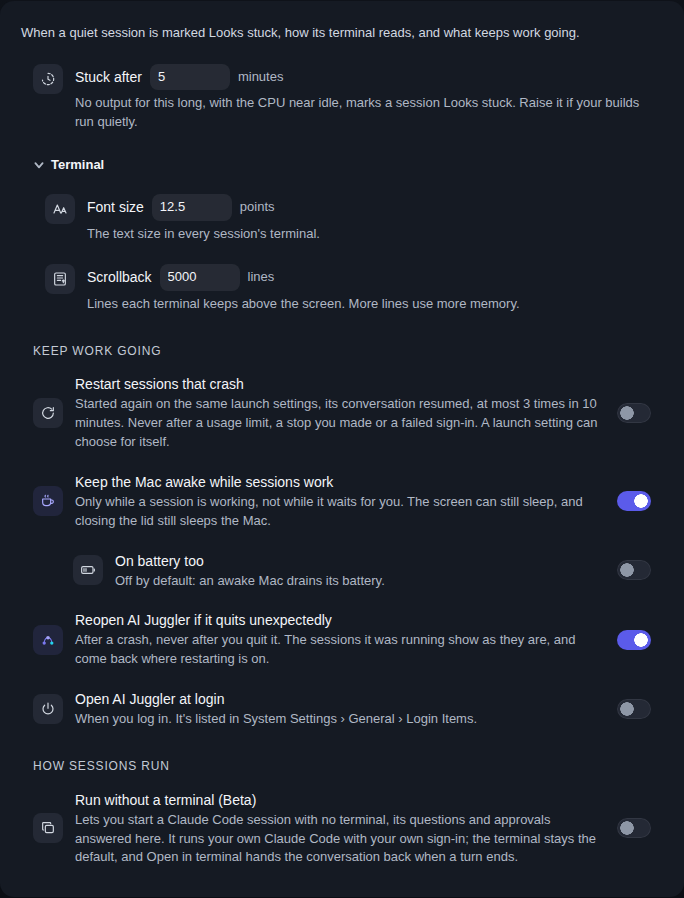 When a quiet session is marked Looks stuck, how its terminal reads, and what keeps work going.
Stuck after 5 minutes
No output for this long, with the CPU near idle, marks a session Looks stuck. Raise it if your builds
run quietly.
Terminal
Font size 12.5 points
The text size in every session's terminal.
Scrollback 5000 lines
Lines each terminal keeps above the screen. More lines use more memory.
KEEP WORK GOING
Restart sessions that crash
Started again on the same launch settings, its conversation resumed, at most 3 times in 10
minutes. Never after a usage limit, a stop you made or a failed sign-in. A launch setting can
choose for itself.
Keep the Mac awake while sessions work
Only while a session is working, not while it waits for you. The screen can still sleep, and
closing the lid still sleeps the Mac.
On battery too
Off by default: an awake Mac drains its battery.
Reopen AI Juggler if it quits unexpectedly
After a crash, never after you quit it. The sessions it was running show as they are, and
come back where restarting is on.
Open AI Juggler at login
When you log in. It's listed in System Settings › General › Login Items.
HOW SESSIONS RUN
Run without a terminal (Beta)
Lets you start a Claude Code session with no terminal, its questions and approvals
answered here. It runs your own Claude Code with your own sign-in; the terminal stays the
default, and Open in terminal hands the conversation back when a turn ends.